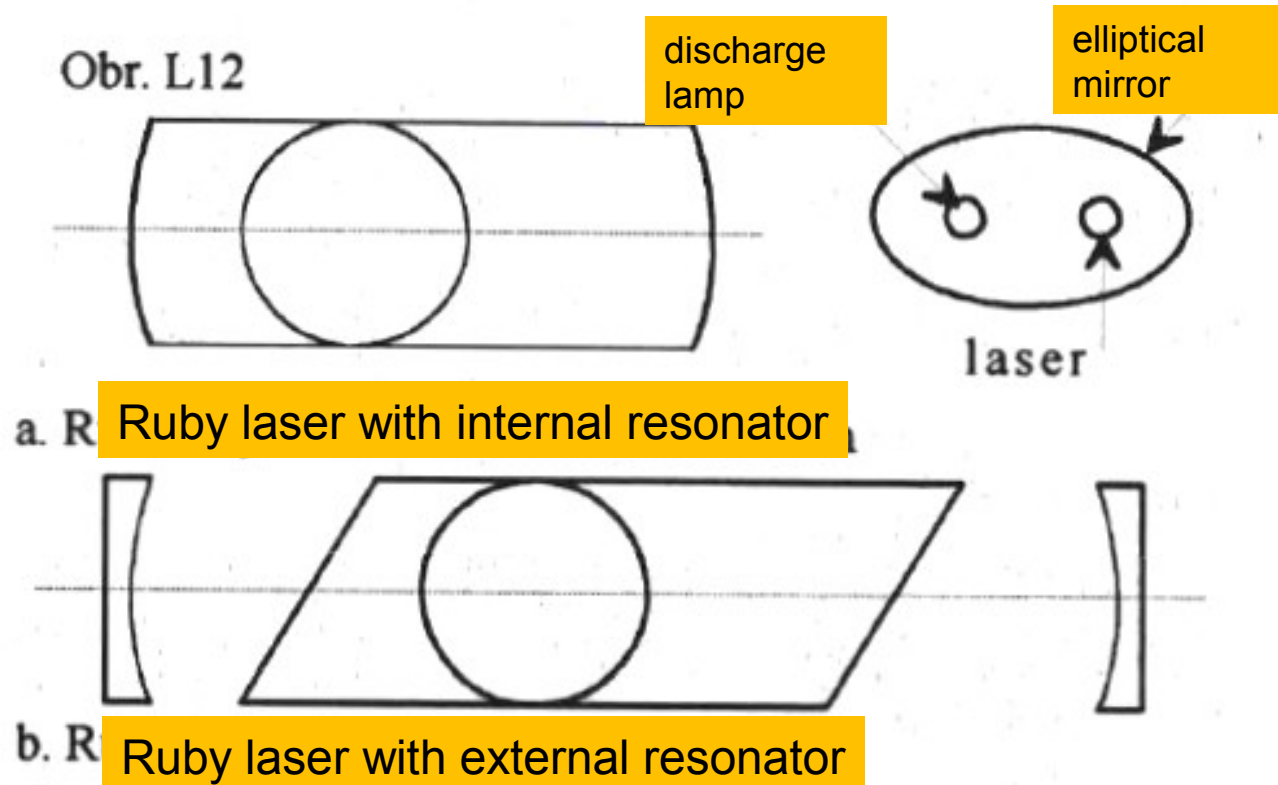 Obr. L12
discharge
lamp
elliptical
mirror
laser
a. R
Ruby laser with internal resonator
b. R
Ruby laser with external resonator